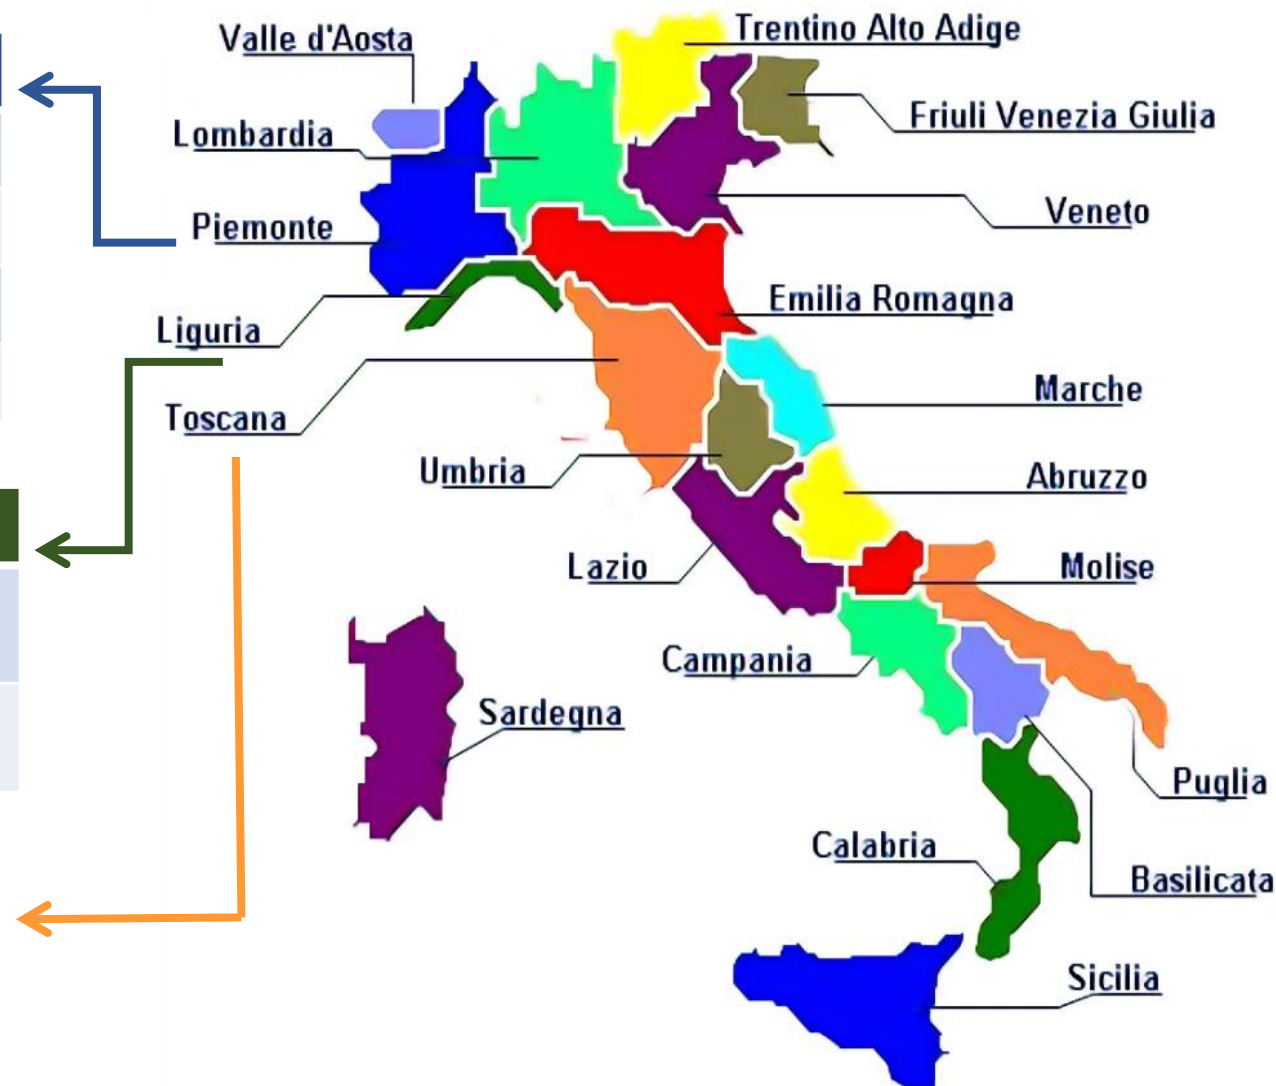 Trentino Alto Adige
Valle d'Aosta
Friuli Venezia Giulia
Lombardia
Veneto
Piemonte
Emilia Romagna
Liguria
Marche
Toscana
Umbria
Abruzzo
Lazio
Molise
Campania
Sardegna
Puglia
Calabria
Basilicata
Sicilia